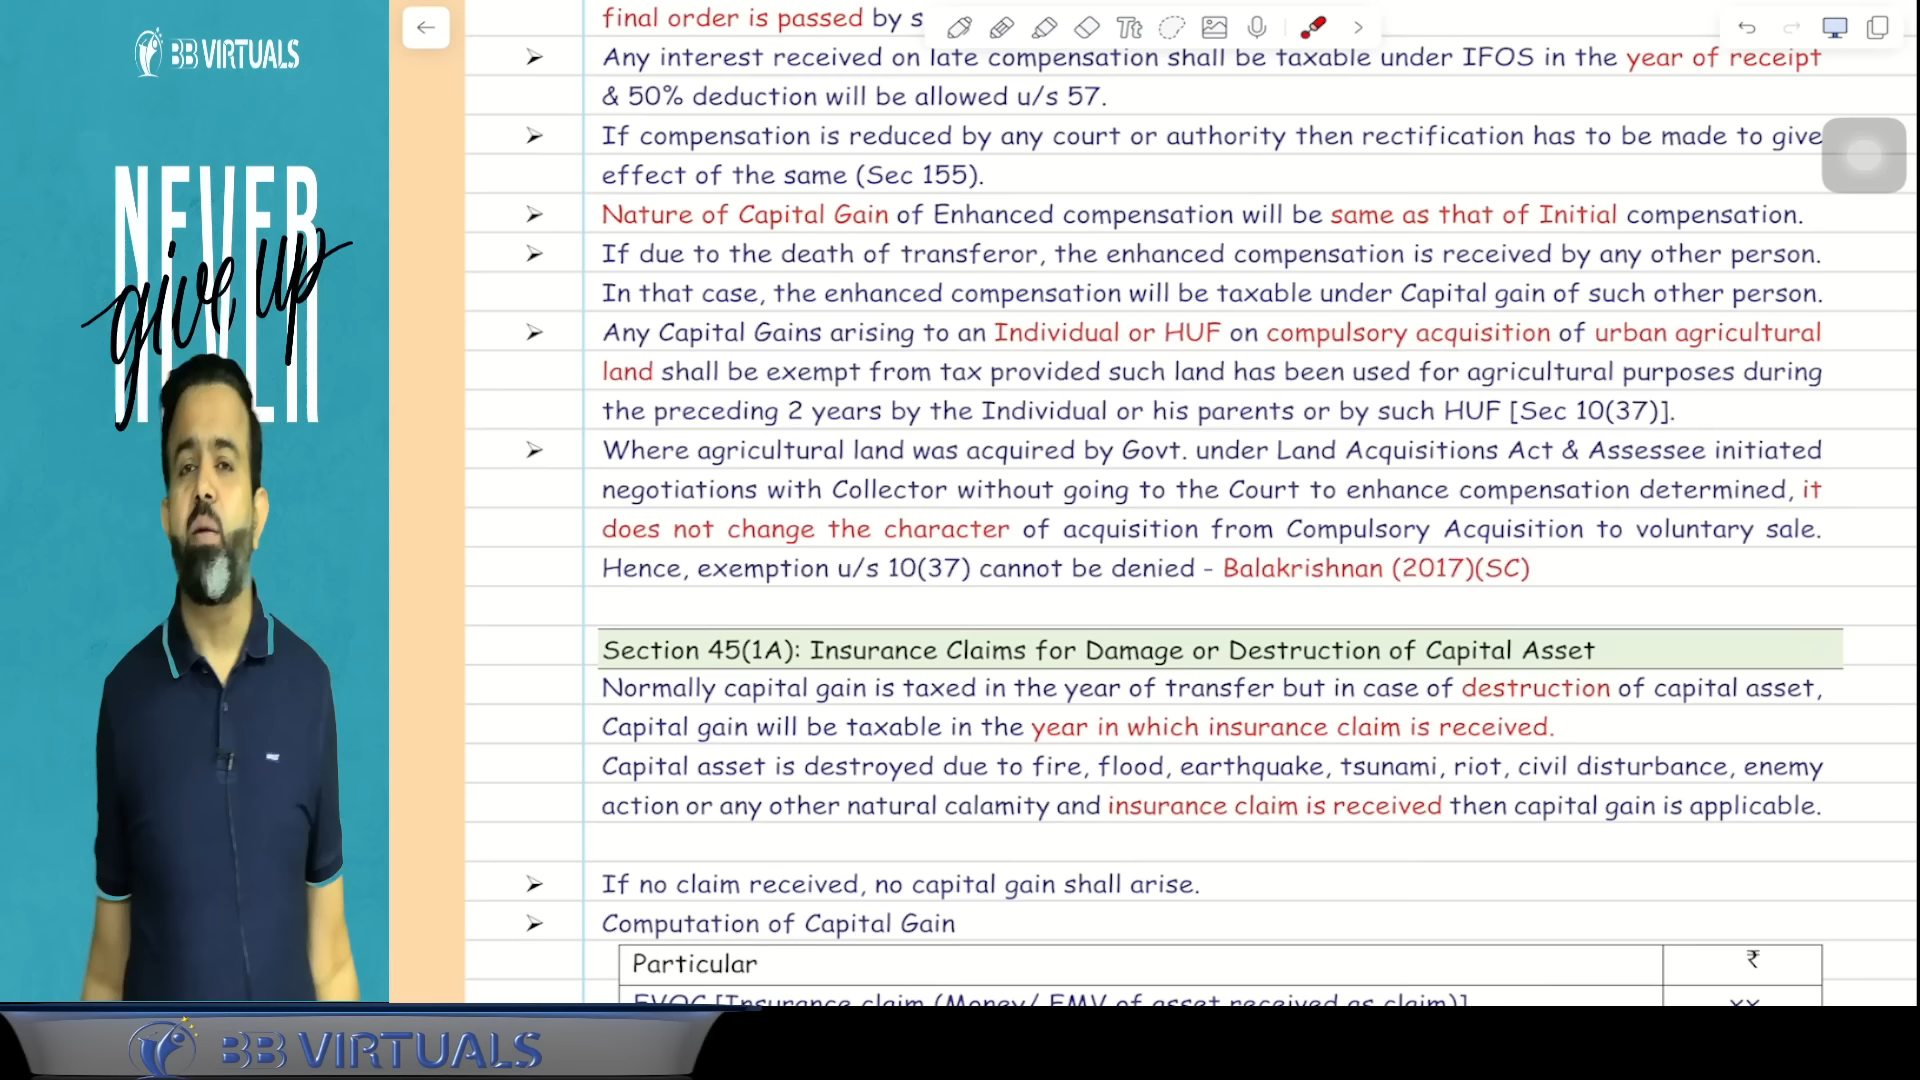 BB VIRTUALS
NEVER
give up
final order is passed by s
Any interest received on late compensation shall be taxable under IFOS in the year of receipt
& 50% deduction will be allowed u/s 57.
If compensation is reduced by any court or authority then rectification has to be made to give
effect of the same (Sec 155).
Nature of Capital Gain of Enhanced compensation will be same as that of Initial compensation.
If due to the death of transferor, the enhanced compensation is received by any other person.
In that case, the enhanced compensation will be taxable under Capital gain of such other person.
Any Capital Gains arising to an Individual or HUF on compulsory acquisition of urban agricultural
land shall be exempt from tax provided such land has been used for agricultural purposes during
the preceding 2 years by the Individual or his parents or by such HUF [Sec 10(37)].
Where agricultural land was acquired by Govt. under Land Acquisitions Act & Assessee initiated
negotiations with Collector without going to the Court to enhance compensation determined, it
does not change the character of acquisition from Compulsory Acquisition to voluntary sale.
Hence, exemption u/s 10(37) cannot be denied - Balakrishnan (2017)(SC)
Section 45(1A): Insurance Claims for Damage or Destruction of Capital Asset
Normally capital gain is taxed in the year of transfer but in case of destruction of capital asset,
Capital gain will be taxable in the year in which insurance claim is received.
Capital asset is destroyed due to fire, flood, earthquake, tsunami, riot, civil disturbance, enemy
action or any other natural calamity and insurance claim is received then capital gain is applicable.
If no claim received, no capital gain shall arise.
Computation of Capital Gain
Particular ₹
FVOC [Insurance claim (Money/ FMV of asset received as claim)] xx
BB VIRTUALS